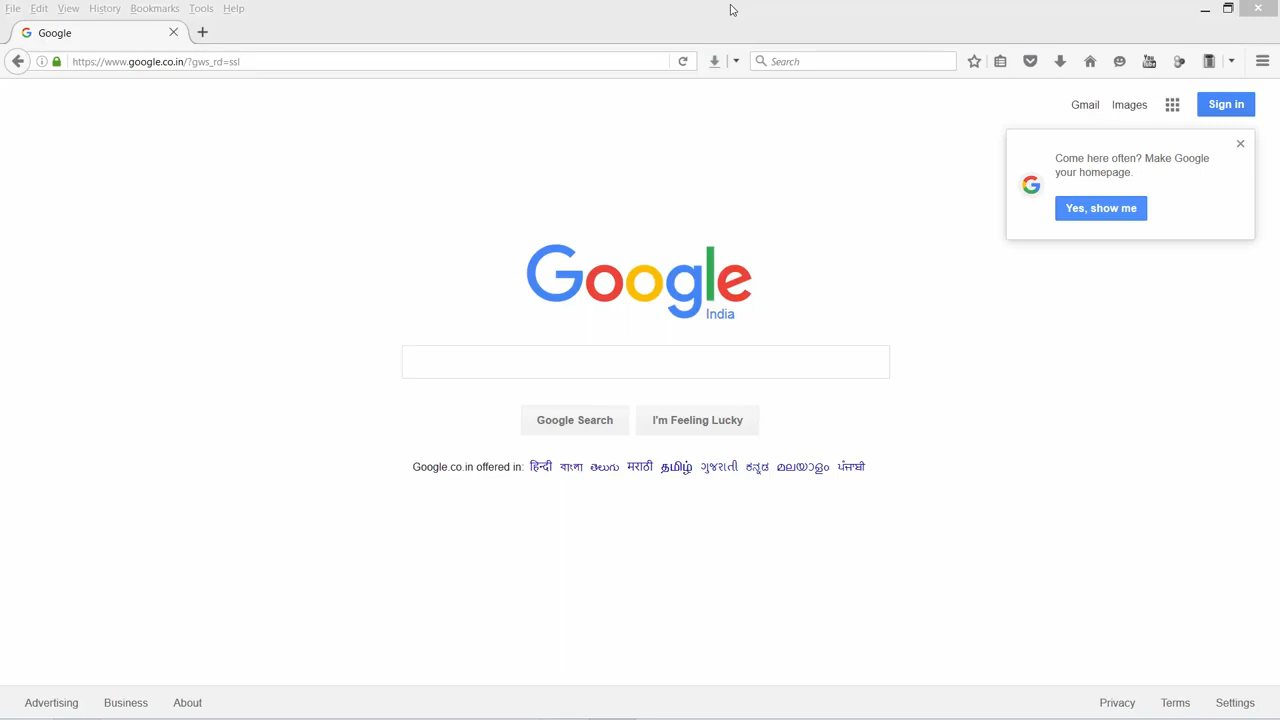 File Edit View History Bookmarks Tools Help
Google
https://www.google.co.in/?gws_rd=ssl
Search
Gmail Images Sign in
Come here often? Make Google
your homepage.
Yes, show me
Google
India
Google Search I'm Feeling Lucky
Google.co.in offered in: हिन्दी বাংলা తెలుగు मराठी தமிழ் ગુજરાતી ಕನ್ನಡ മലയാളം ਪੰਜਾਬੀ
Advertising Business About Privacy Terms Settings